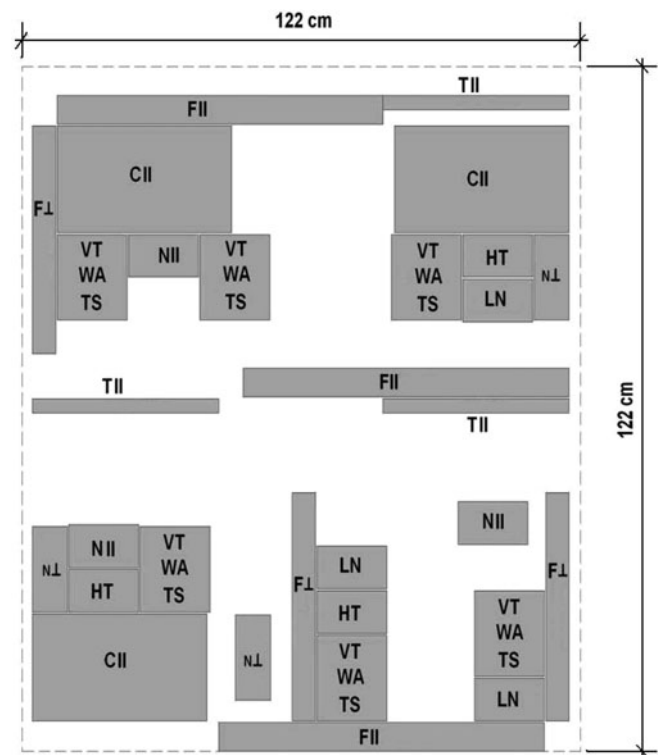 122 cm
TII
FII
CII
CII
F⊥
VT
WA
TS
NII
VT
WA
TS
VT
WA
TS
HT
LN
N⊥
TII
FII
TII
122 cm
NII
N⊥
NII
HT
VT
WA
TS
CII
N⊥
F⊥
LN
HT
VT
WA
TS
F⊥
VT
WA
TS
LN
FII